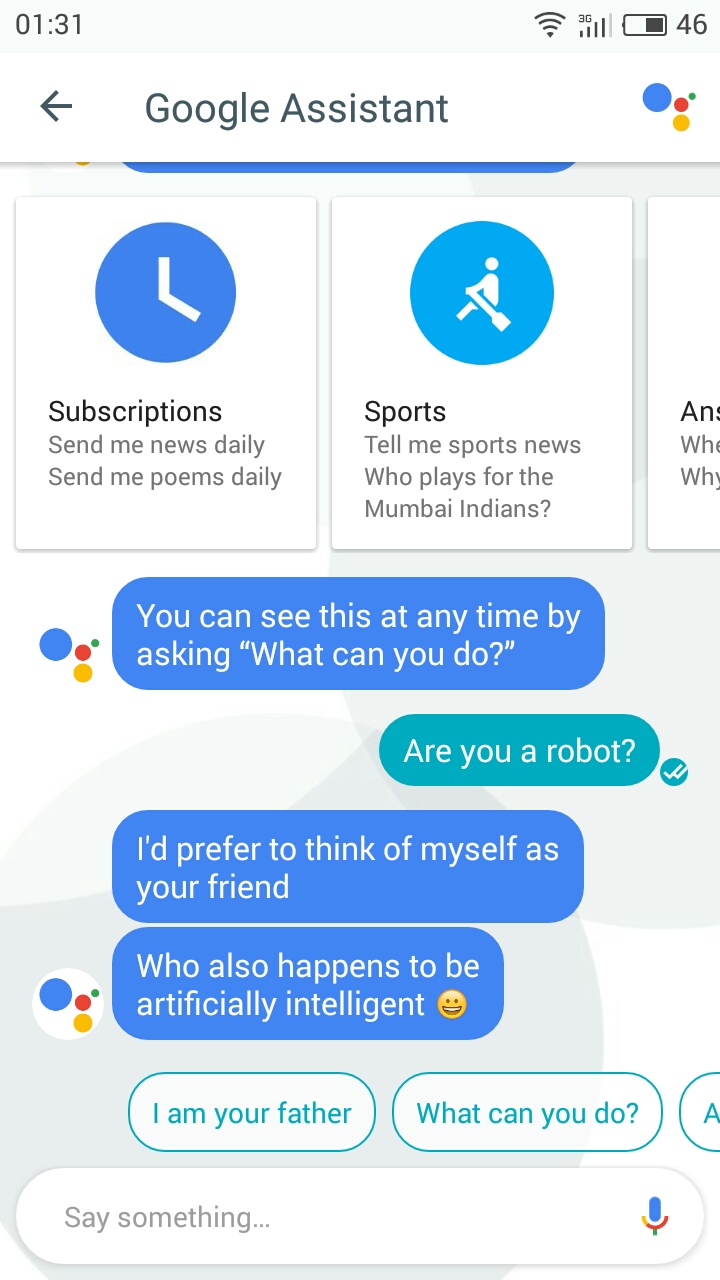 01:31
3G
46
Google Assistant
Subscriptions
Send me news daily
Send me poems daily
Sports
Tell me sports news
Who plays for the
Mumbai Indians?
You can see this at any time by
asking “What can you do?”
Are you a robot?
I'd prefer to think of myself as
your friend
Who also happens to be
artificially intelligent 😀
I am your father
What can you do?
Say something...